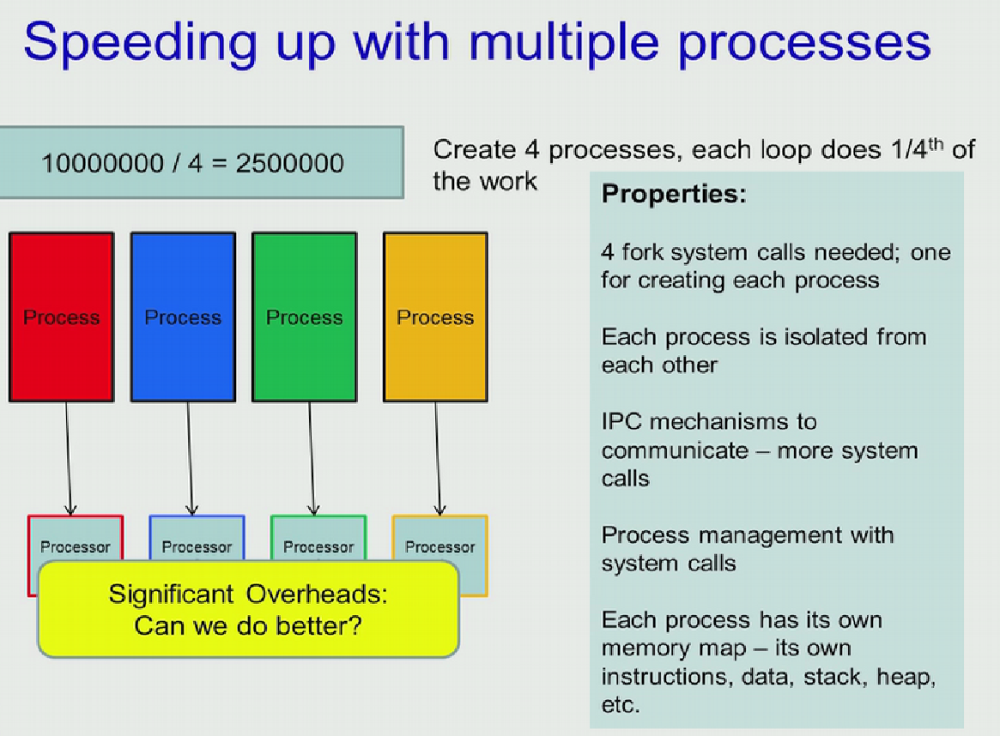 Speeding up with multiple processes
10000000 / 4 = 2500000
Create 4 processes, each loop does 1/4th of
the work
Process
Process
Process
Process
Processor
Processor
Processor
Processor
Significant Overheads:
Can we do better?
Properties:
4 fork system calls needed; one
for creating each process
Each process is isolated from
each other
IPC mechanisms to
communicate – more system
calls
Process management with
system calls
Each process has its own
memory map – its own
instructions, data, stack, heap,
etc.